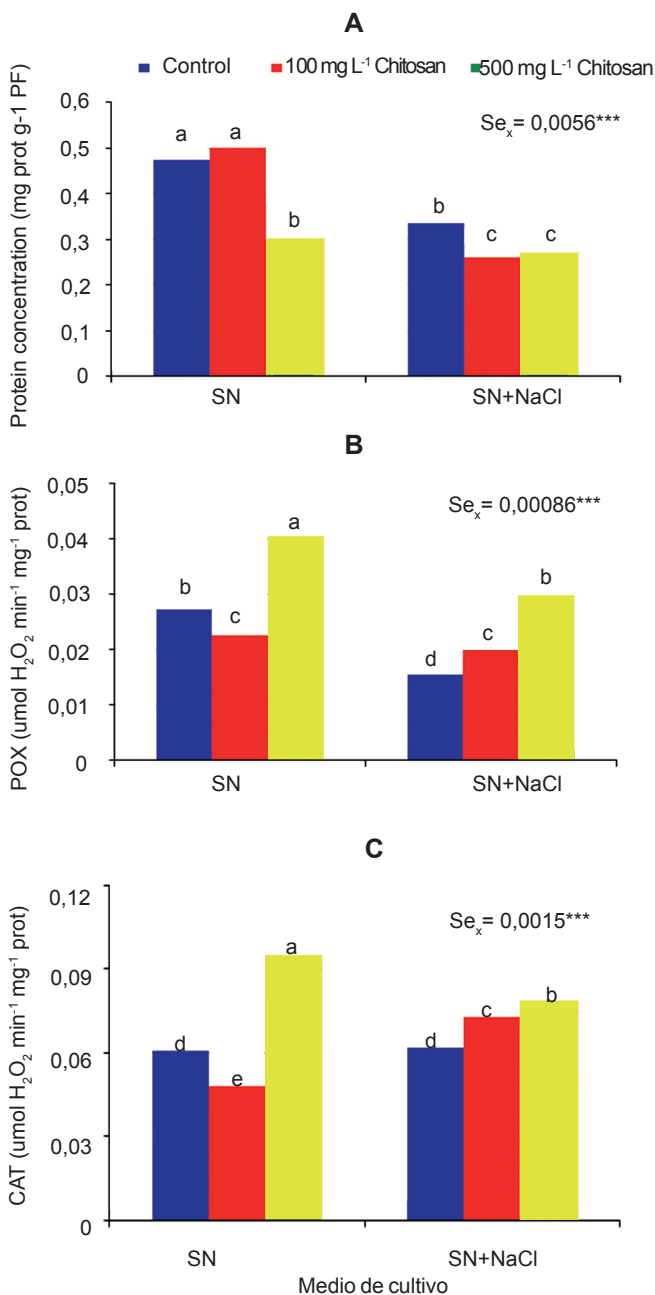 A
Control 100 mg L⁻¹ Chitosan 500 mg L⁻¹ Chitosan
Protein concentration (mg prot g-1 PF)
0,6
0,5
0,4
0,3
0,2
0,1
0
Seₓ= 0,0056***
a a b b c c
SN SN+NaCl
B
POX (umol H₂O₂ min⁻¹ mg⁻¹ prot)
0,05
0,04
0,03
0,02
0,01
0
Seₓ= 0,00086***
b c a d c b
SN SN+NaCl
C
CAT (umol H₂O₂ min⁻¹ mg⁻¹ prot)
0,12
0,09
0,06
0,03
0
Seₓ= 0,0015***
d e a d c b
SN SN+NaCl
Medio de cultivo